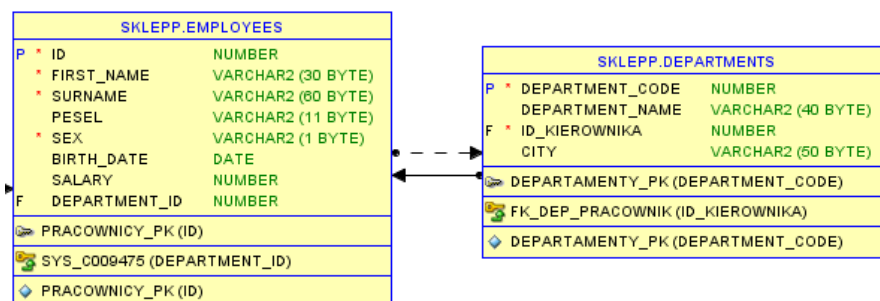 SKLEPP.EMPLOYEES
P * ID NUMBER
* FIRST_NAME VARCHAR2 (30 BYTE)
* SURNAME VARCHAR2 (60 BYTE)
PESEL VARCHAR2 (11 BYTE)
* SEX VARCHAR2 (1 BYTE)
BIRTH_DATE DATE
SALARY NUMBER
F DEPARTMENT_ID NUMBER
PRACOWNICY_PK (ID)
SYS_C009475 (DEPARTMENT_ID)
PRACOWNICY_PK (ID)
SKLEPP.DEPARTMENTS
P * DEPARTMENT_CODE NUMBER
DEPARTMENT_NAME VARCHAR2 (40 BYTE)
F * ID_KIEROWNIKA NUMBER
CITY VARCHAR2 (50 BYTE)
DEPARTAMENTY_PK (DEPARTMENT_CODE)
FK_DEP_PRACOWNIK (ID_KIEROWNIKA)
DEPARTAMENTY_PK (DEPARTMENT_CODE)